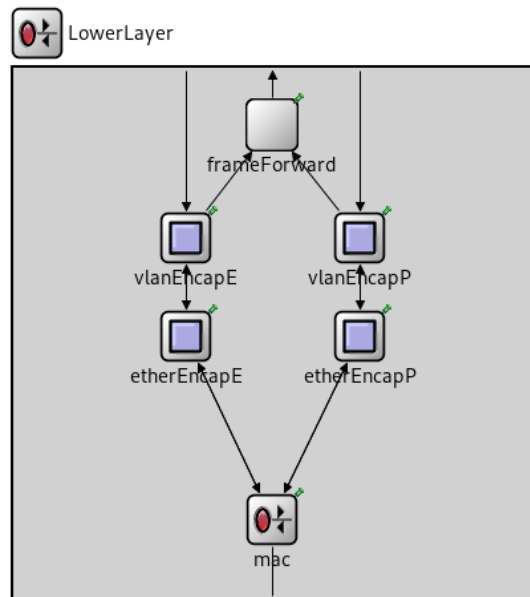 LowerLayer
frameForward
vlanEncapE
vlanEncapP
etherEncapE
etherEncapP
mac